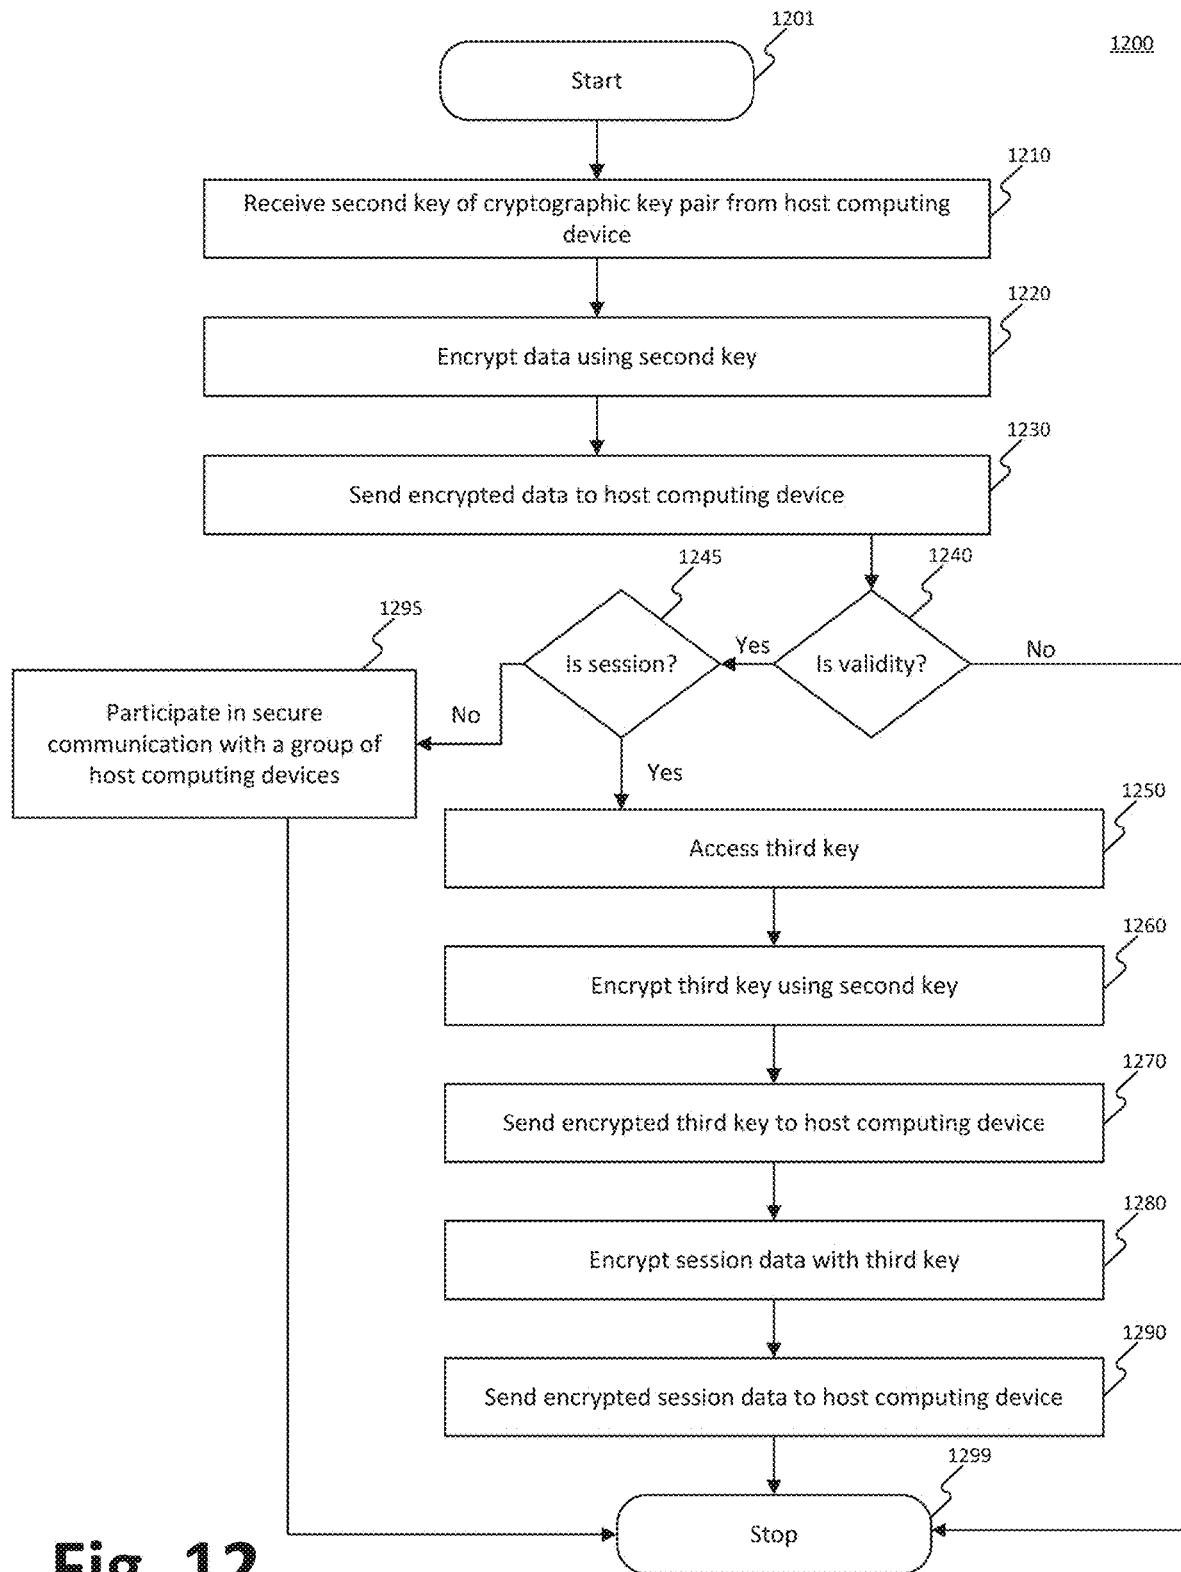 1201
1200
Start
1210
Receive second key of cryptographic key pair from host computing
device
1220
Encrypt data using second key
1230
Send encrypted data to host computing device
1245
1240
1295
Is session?
Yes
Is validity?
No
Participate in secure
communication with a group of
host computing devices
No
Yes
1250
Access third key
1260
Encrypt third key using second key
1270
Send encrypted third key to host computing device
1280
Encrypt session data with third key
1290
Send encrypted session data to host computing device
1299
Stop
Fig. 12